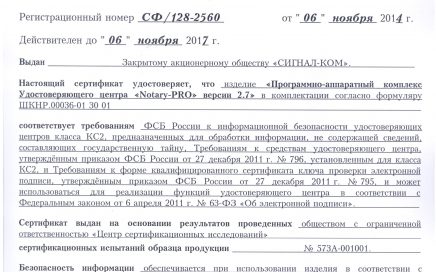 Регистрационный номер СФ/128-2560 от "06" ноября 2014 г.
Действителен до "06" ноября 2017 г.
Выдан Закрытому акционерному обществу «СИГНАЛ-КОМ».
Настоящий сертификат удостоверяет, что изделие «Программно-аппаратный комплекс
Удостоверяющего центра «Notary-PRO» версии 2.7» в комплектации согласно формуляру
ШКНР.00036-01 30 01
соответствует требованиям ФСБ России к информационной безопасности удостоверяющих
центров класса КС2, предназначенных для обработки информации, не содержащей сведений,
составляющих государственную тайну, Требованиям к средствам удостоверяющего центра,
утверждённым приказом ФСБ России от 27 декабря 2011 г. № 796, установленным для класса
КС2, и Требованиям к форме квалифицированного сертификата ключа проверки электронной
подписи, утверждённым приказом ФСБ России от 27 декабря 2011 г. № 795, и может
использоваться для реализации функций удостоверяющего центра в соответствии с
Федеральным законом от 6 апреля 2011 г. № 63-ФЗ «Об электронной подписи».
Сертификат выдан на основании результатов проведенных обществом с ограниченной
ответственностью «Центр сертификационных исследований»
сертификационных испытаний образца продукции № 573А-001001.
Безопасность информации обеспечивается при использовании изделия в соответствии с